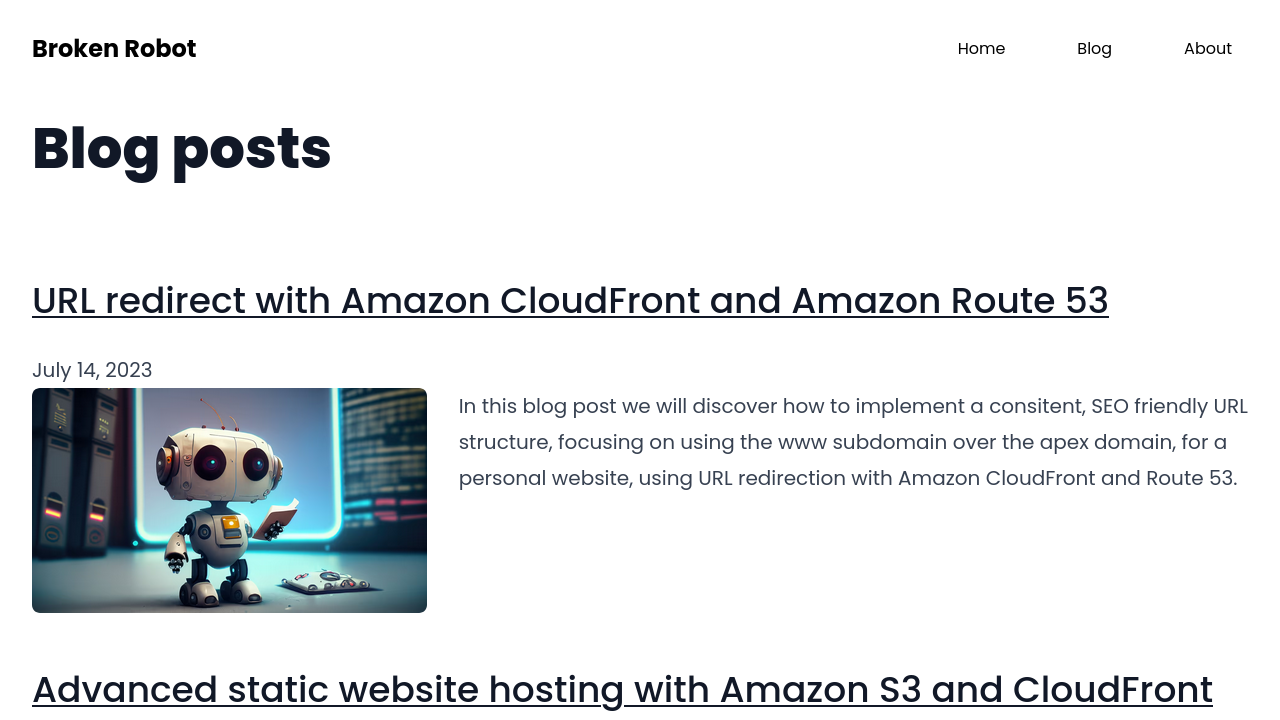 Broken Robot
Home
Blog
About
Blog posts
URL redirect with Amazon CloudFront and Amazon Route 53
July 14, 2023
In this blog post we will discover how to implement a consitent, SEO friendly URL
structure, focusing on using the www subdomain over the apex domain, for a
personal website, using URL redirection with Amazon CloudFront and Route 53.
Advanced static website hosting with Amazon S3 and CloudFront